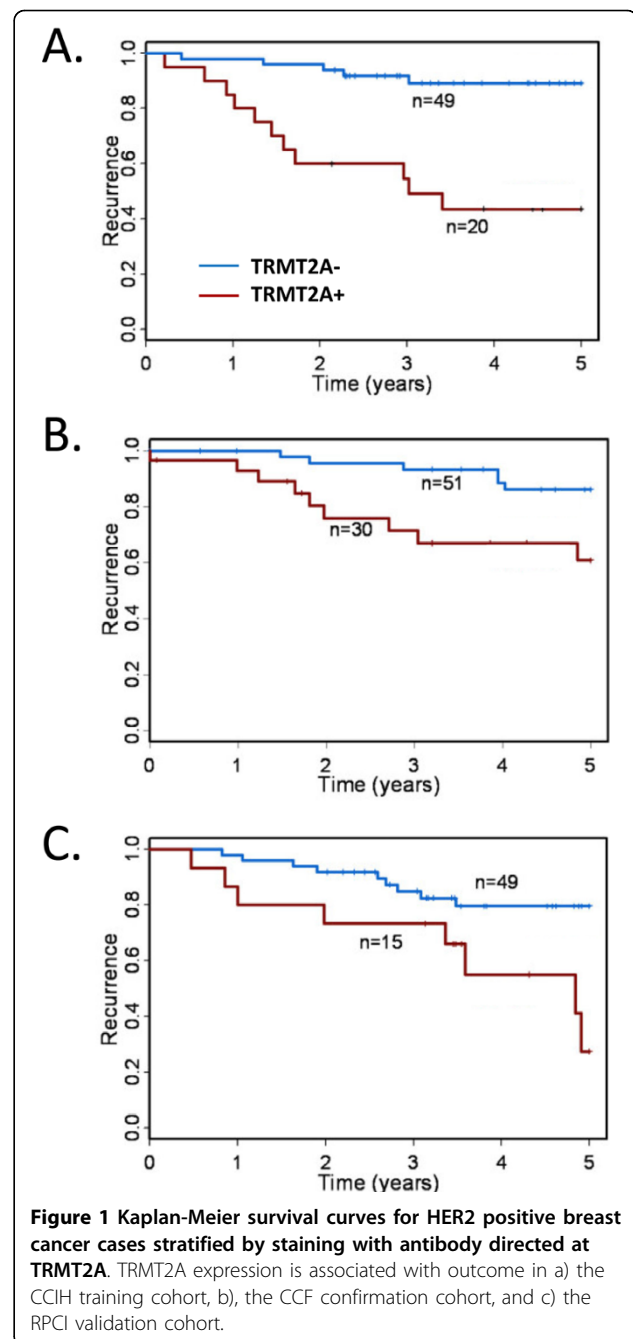 A.
1.0
0.8
0.6
0.4
0.2
0.0
Recurrence
n=49
n=20
TRMT2A-
TRMT2A+
0 1 2 3 4 5
Time (years)
B.
1.0
0.8
0.6
0.4
0.2
0.0
Recurrence
n=51
n=30
0 1 2 3 4 5
Time (years)
C.
1.0
0.8
0.6
0.4
0.2
0.0
Recurrence
n=49
n=15
0 1 2 3 4 5
Time (years)
Figure 1 Kaplan-Meier survival curves for HER2 positive breast
cancer cases stratified by staining with antibody directed at
TRMT2A. TRMT2A expression is associated with outcome in a) the
CCIH training cohort, b), the CCF confirmation cohort, and c) the
RPCI validation cohort.